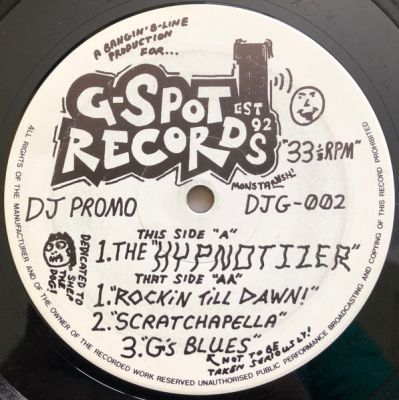 A BANGIN' B-LINE
PRODUCTION
FOR...
G-SPOT
RECORDS
EST
92
"33⅓RPM"
DJ PROMO
DJG-002
THIS SIDE "A"
1. THE "HYPNOTIZER"
THAT SIDE "AA"
1. "ROCKiN TiLL DAWN!"
2. "SCRATCHAPELLA"
3. "G's BLUES"
NOT TO BE
TAKEN SERIOUSLY!
DEDICATED TO
THE
DOG!
ALL RIGHTS OF THE MANUFACTURER AND OF THE OWNER OF THE RECORDED WORK RESERVED UNAUTHORISED PUBLIC PERFORMANCE BROADCASTING AND COPYING OF THIS RECORD PROHIBITED